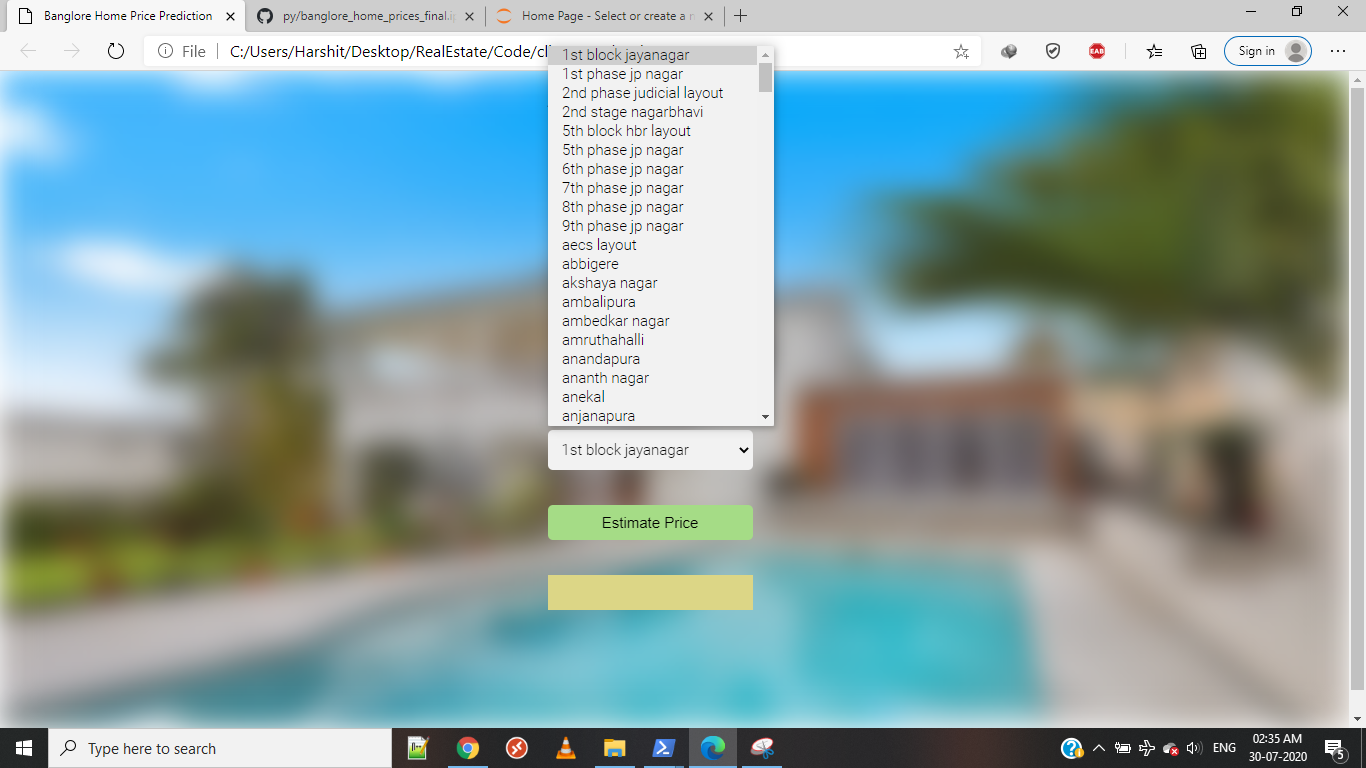 Banglore Home Price Prediction
py/banglore_home_prices_final.i
Home Page - Select or create a n
File
C:/Users/Harshit/Desktop/RealEstate/Code/cl
EAB
Sign in
1st block jayanagar
1st phase jp nagar
2nd phase judicial layout
2nd stage nagarbhavi
5th block hbr layout
5th phase jp nagar
6th phase jp nagar
7th phase jp nagar
8th phase jp nagar
9th phase jp nagar
aecs layout
abbigere
akshaya nagar
ambalipura
ambedkar nagar
amruthahalli
anandapura
ananth nagar
anekal
anjanapura
1st block jayanagar
Estimate Price
Type here to search
ENG
02:35 AM
30-07-2020
5